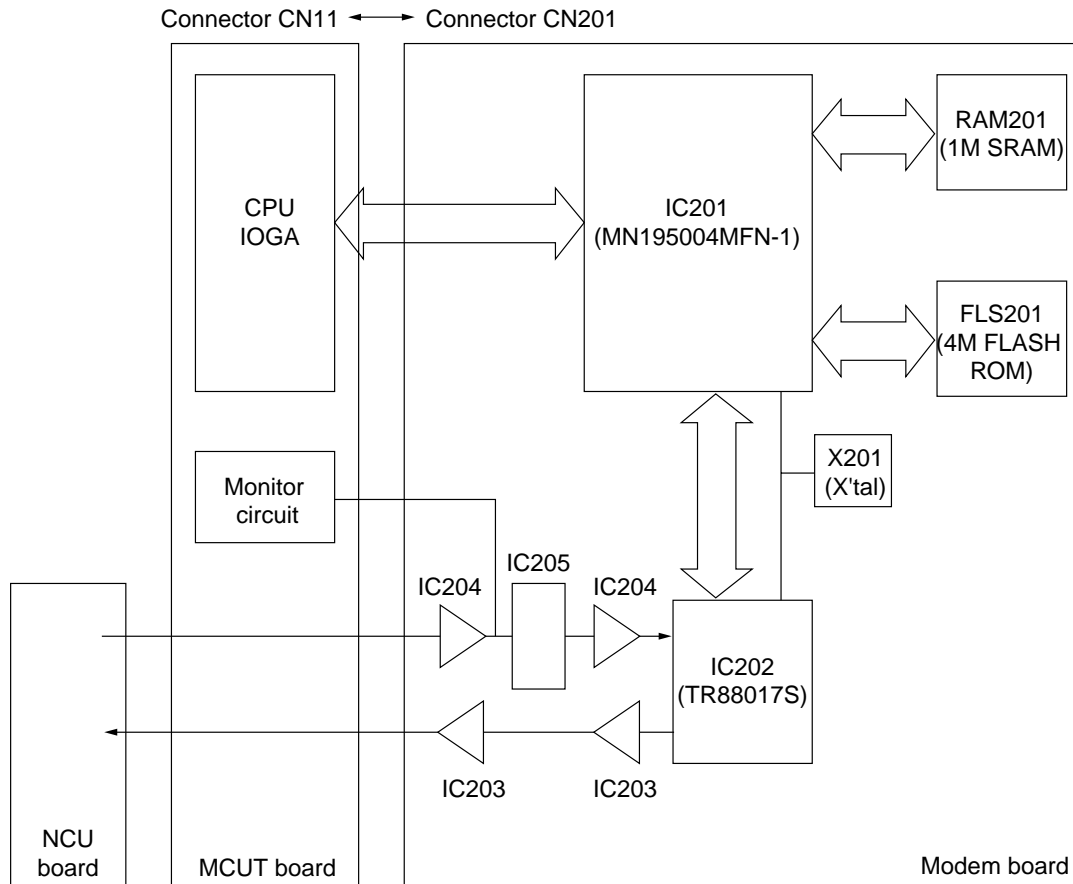 Connector CN11
Connector CN201
CPU
IOGA
IC201
(MN195004MFN-1)
RAM201
(1M SRAM)
FLS201
(4M FLASH
ROM)
X201
(X'tal)
Monitor
circuit
IC204
IC205
IC204
IC202
(TR88017S)
IC203
IC203
NCU
board
MCUT board
Modem board